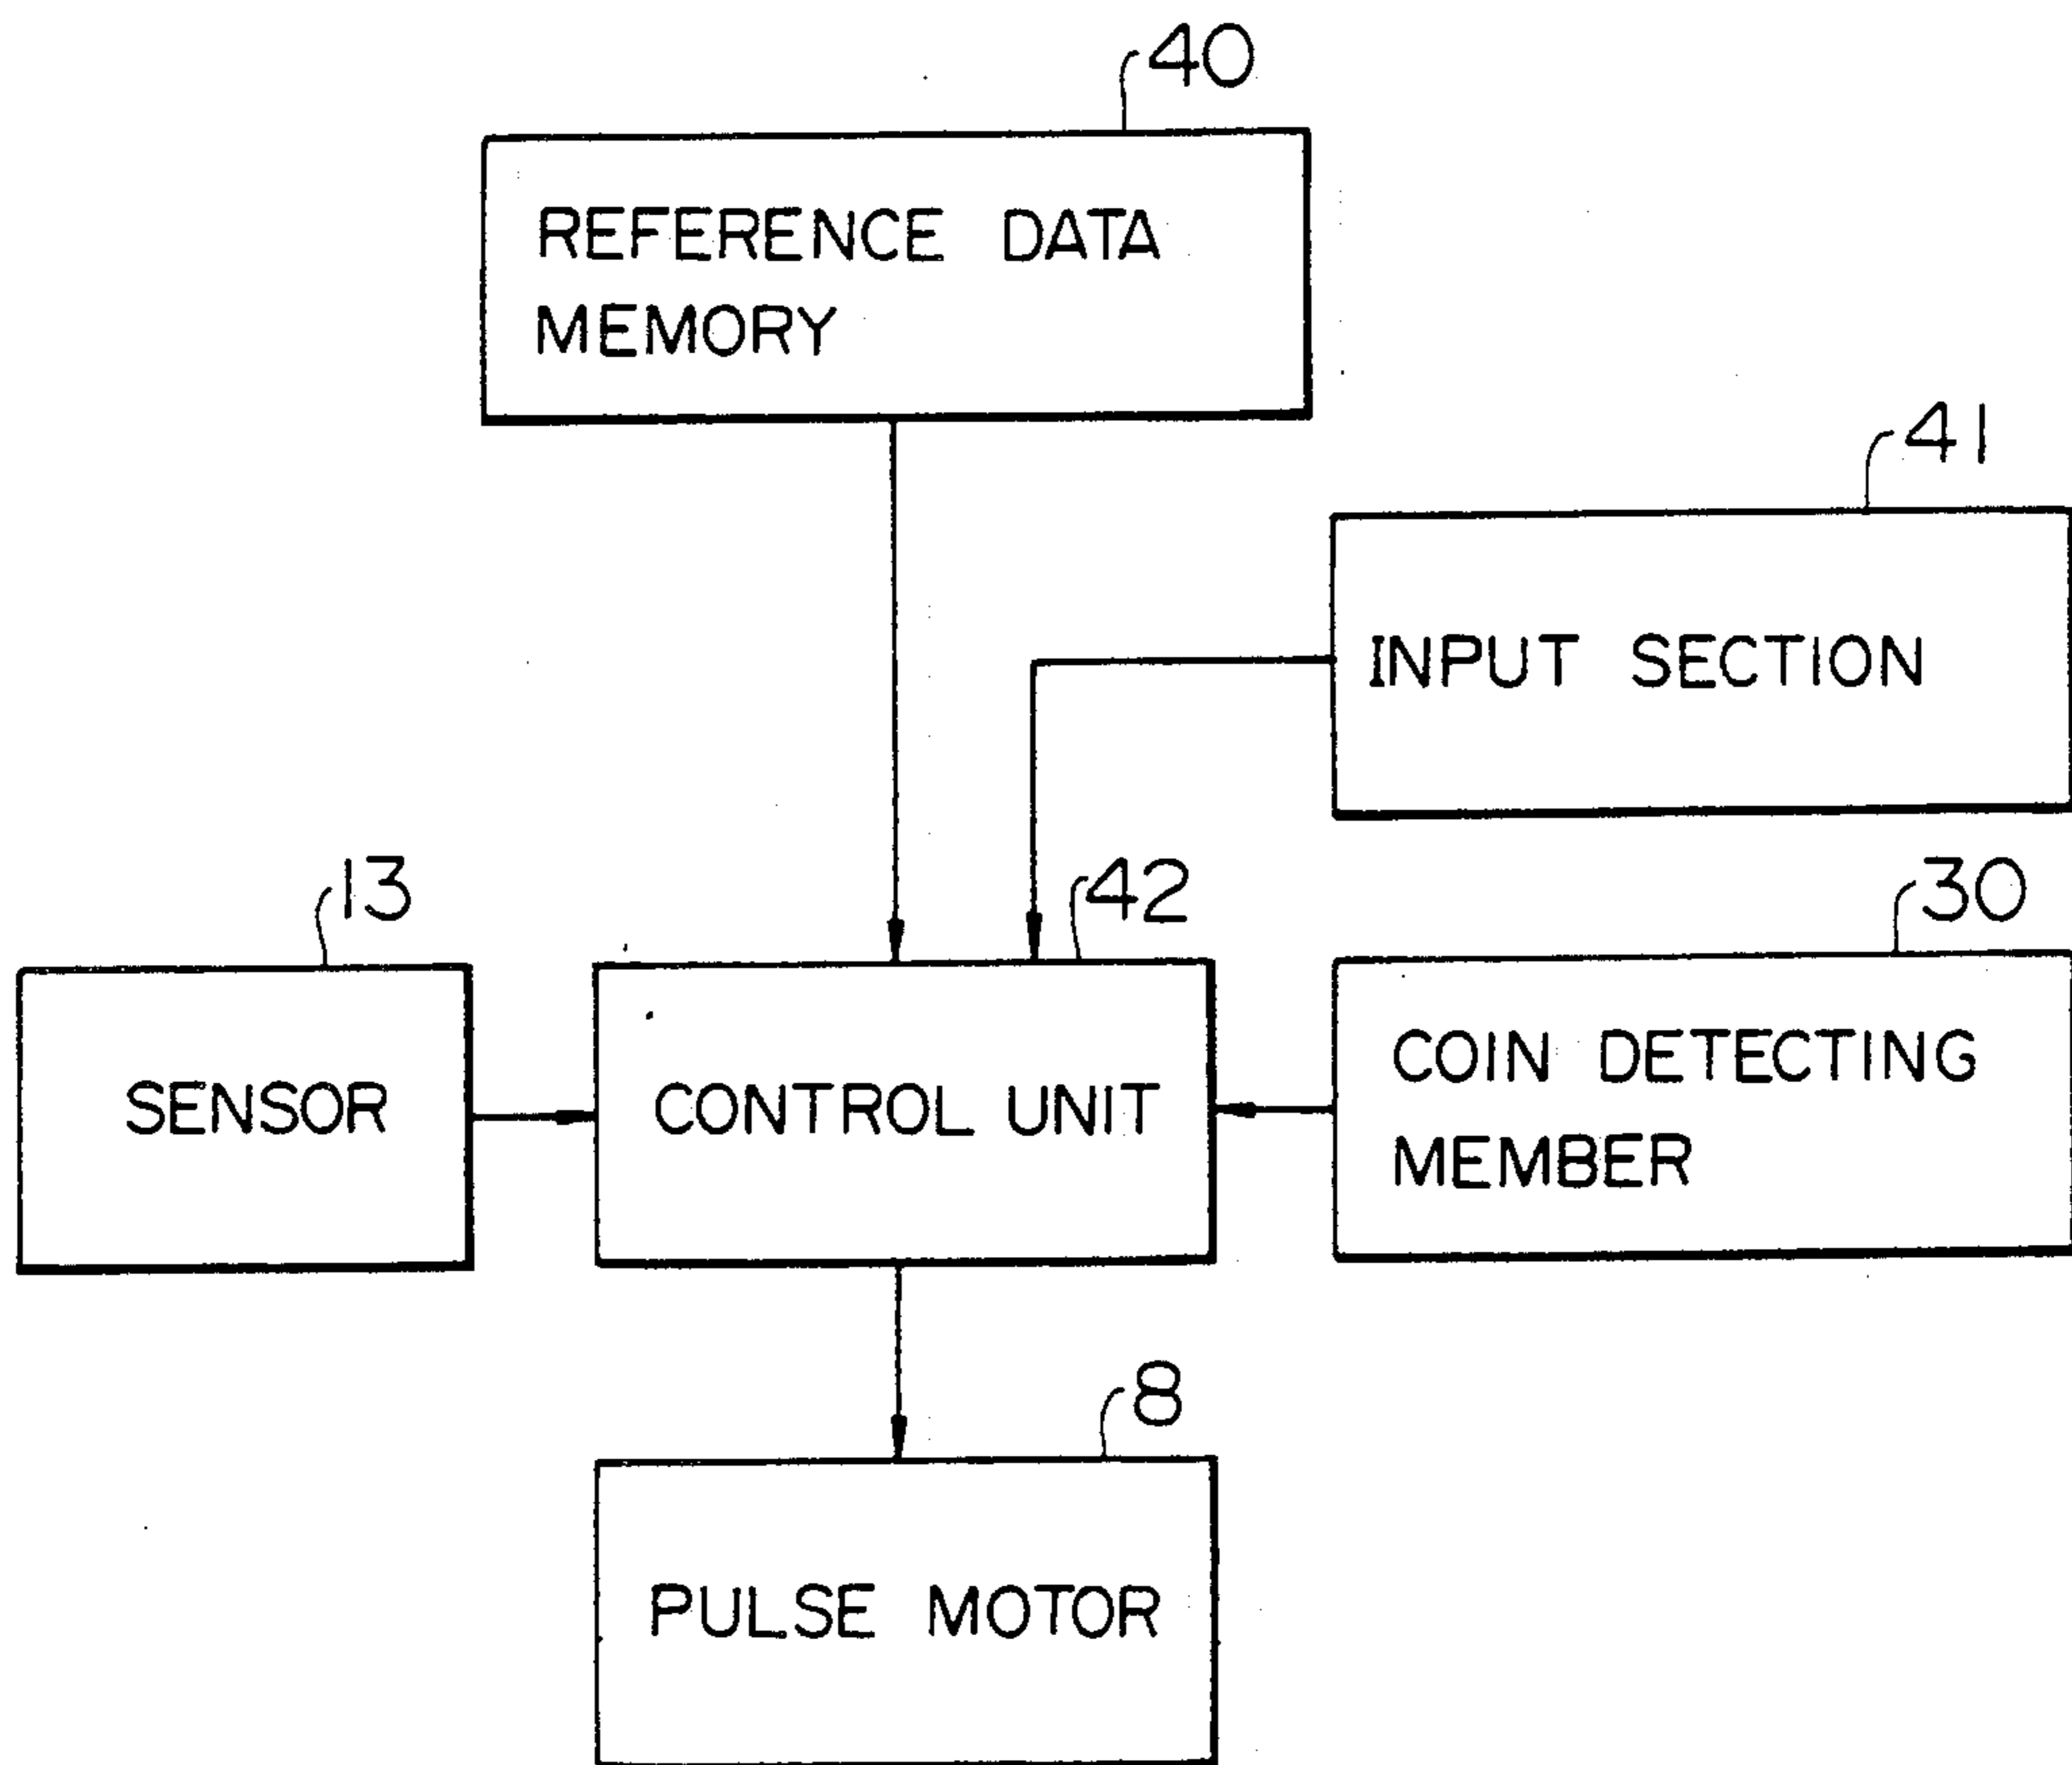 40
REFERENCE DATA
MEMORY
41
INPUT SECTION
13
42
30
SENSOR
CONTROL UNIT
COIN DETECTING
MEMBER
8
PULSE MOTOR